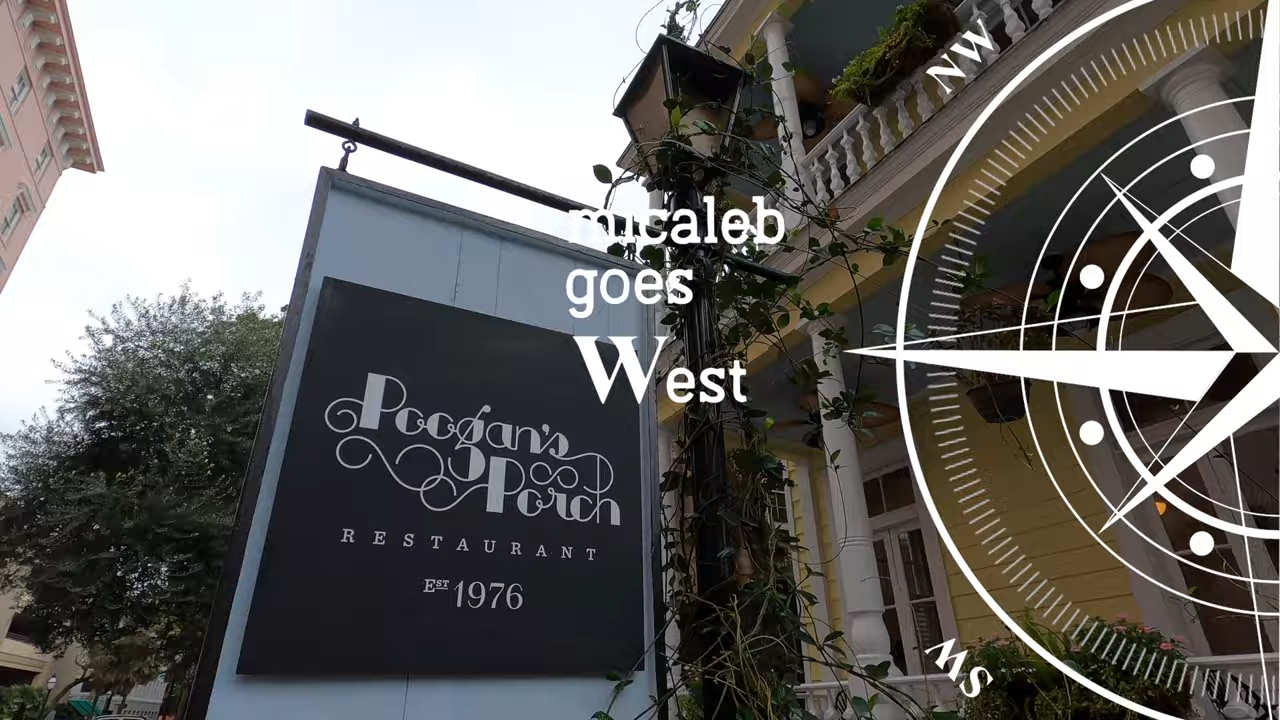 NW
micaleb
goes
West
Poogan's
Porch
RESTAURANT
EST 1976
SW